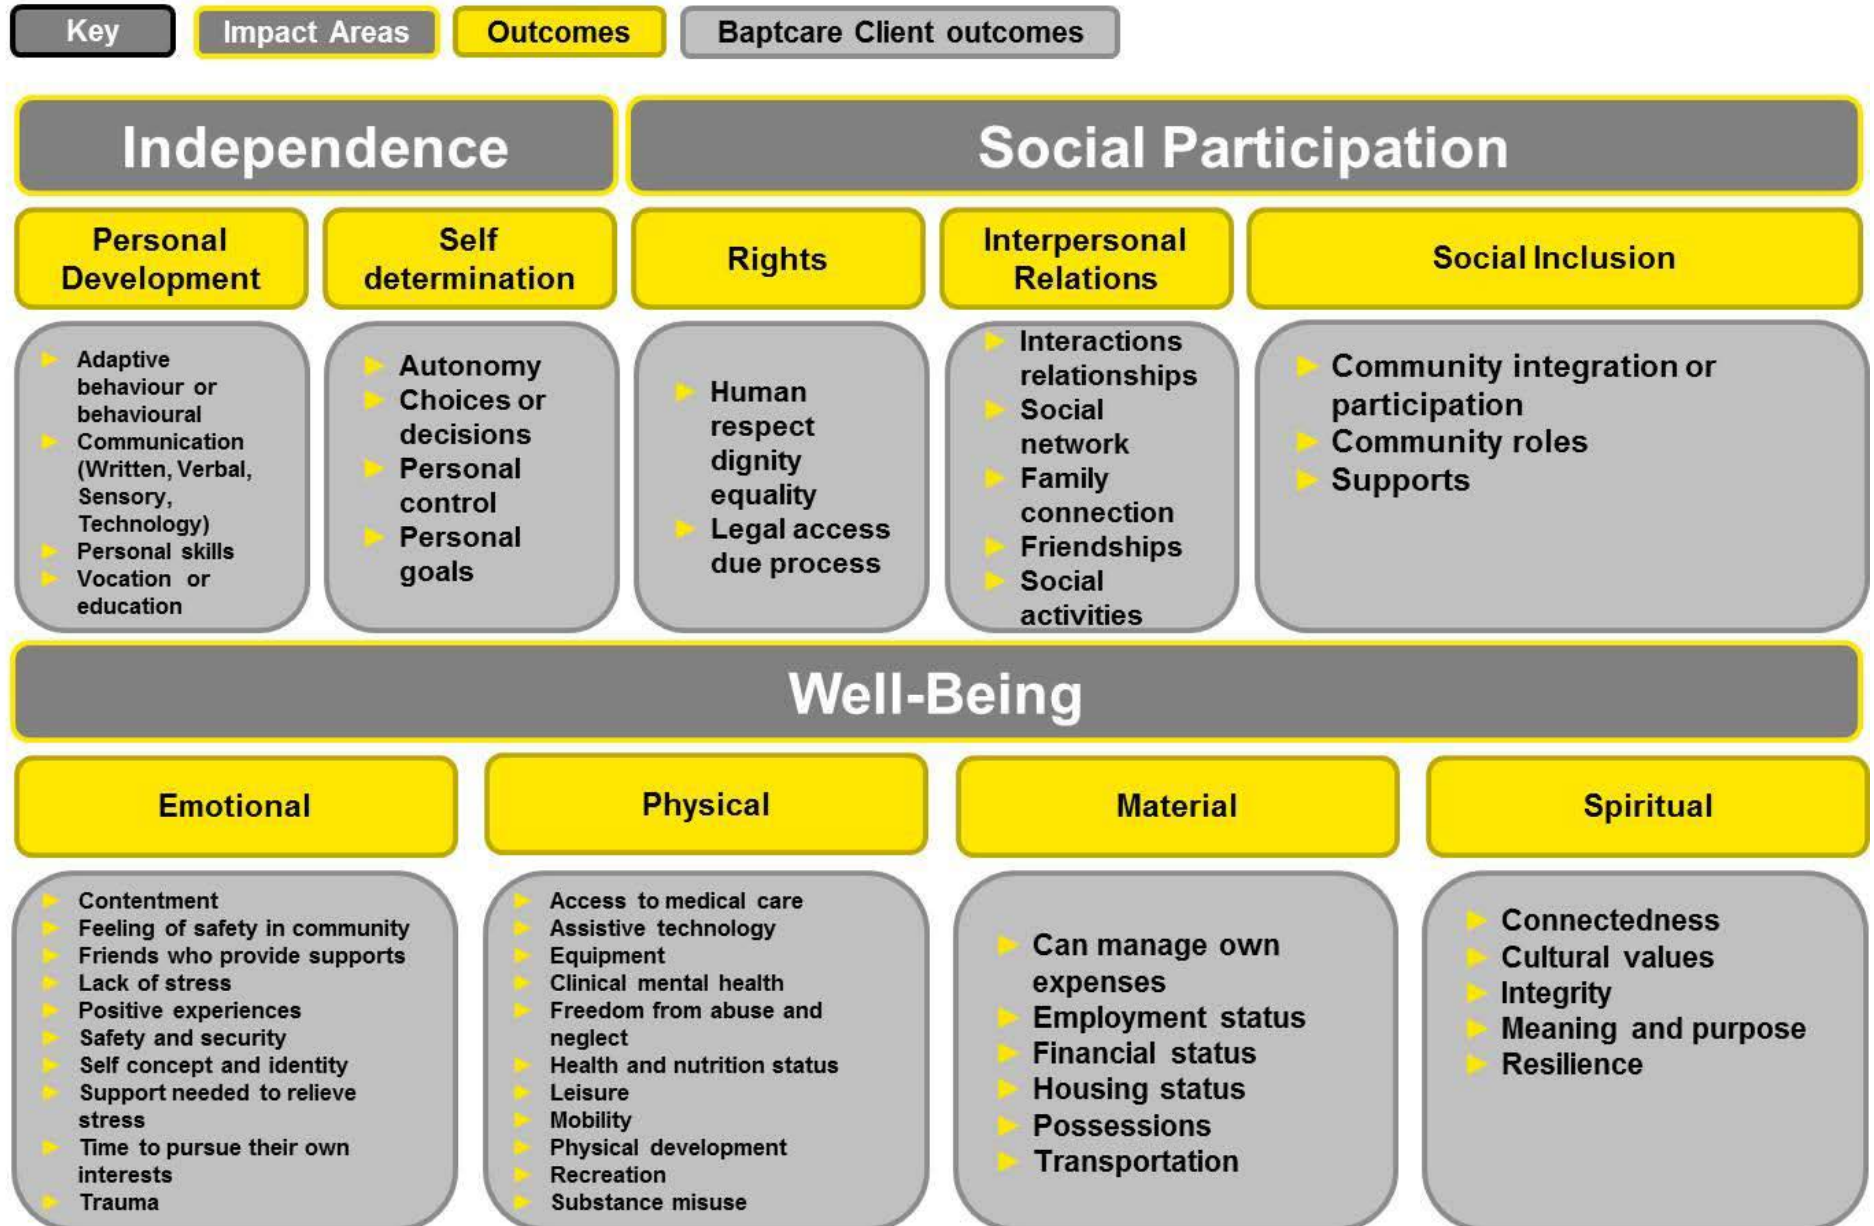 Key
Impact Areas
Outcomes
Baptcare Client outcomes
Independence
Social Participation
Personal
Development
Self
determination
Rights
Interpersonal
Relations
Social Inclusion
Adaptive
behaviour or
behavioural
Communication
(Written, Verbal,
Sensory,
Technology)
Personal skills
Vocation or
education
Autonomy
Choices or
decisions
Personal
control
Personal
goals
Human
respect
dignity
equality
Legal access
due process
Interactions
relationships
Social
network
Family
connection
Friendships
Social
activities
Community integration or
participation
Community roles
Supports
Well-Being
Emotional
Physical
Material
Spiritual
Contentment
Feeling of safety in community
Friends who provide supports
Lack of stress
Positive experiences
Safety and security
Self concept and identity
Support needed to relieve
stress
Time to pursue their own
interests
Trauma
Access to medical care
Assistive technology
Equipment
Clinical mental health
Freedom from abuse and
neglect
Health and nutrition status
Leisure
Mobility
Physical development
Recreation
Substance misuse
Can manage own
expenses
Employment status
Financial status
Housing status
Possessions
Transportation
Connectedness
Cultural values
Integrity
Meaning and purpose
Resilience